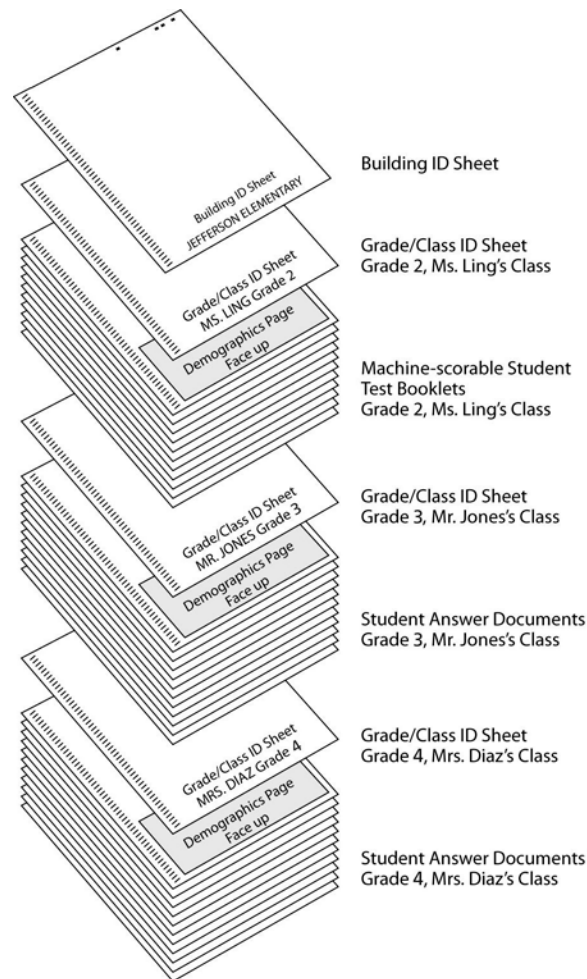 Building ID Sheet
JEFFERSON ELEMENTARY
Building ID Sheet
Grade/Class ID Sheet
MS. LING Grade 2
Grade/Class ID Sheet
Grade 2, Ms. Ling's Class
Demographics Page
Face up
Machine-scorable Student
Test Booklets
Grade 2, Ms. Ling's Class
Grade/Class ID Sheet
MR. JONES Grade 3
Grade/Class ID Sheet
Grade 3, Mr. Jones's Class
Demographics Page
Face up
Student Answer Documents
Grade 3, Mr. Jones's Class
Grade/Class ID Sheet
MRS. DIAZ Grade 4
Grade/Class ID Sheet
Grade 4, Mrs. Diaz's Class
Demographics Page
Face up
Student Answer Documents
Grade 4, Mrs. Diaz's Class